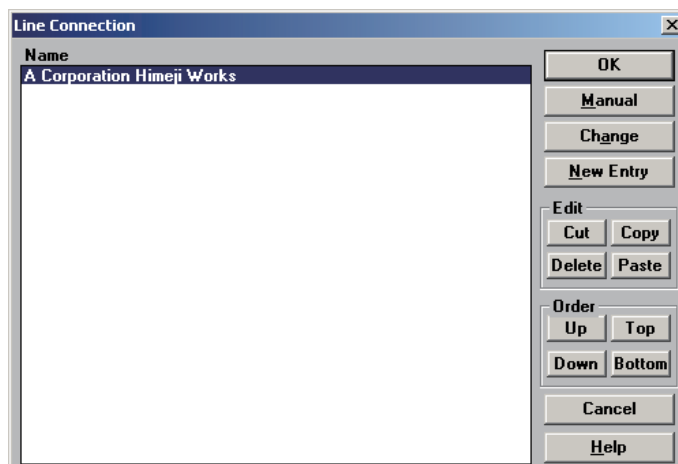 Line Connection
Name
A Corporation Himeji Works
OK
Manual
Change
New Entry
Edit
Cut Copy
Delete Paste
Order
Up Top
Down Bottom
Cancel
Help